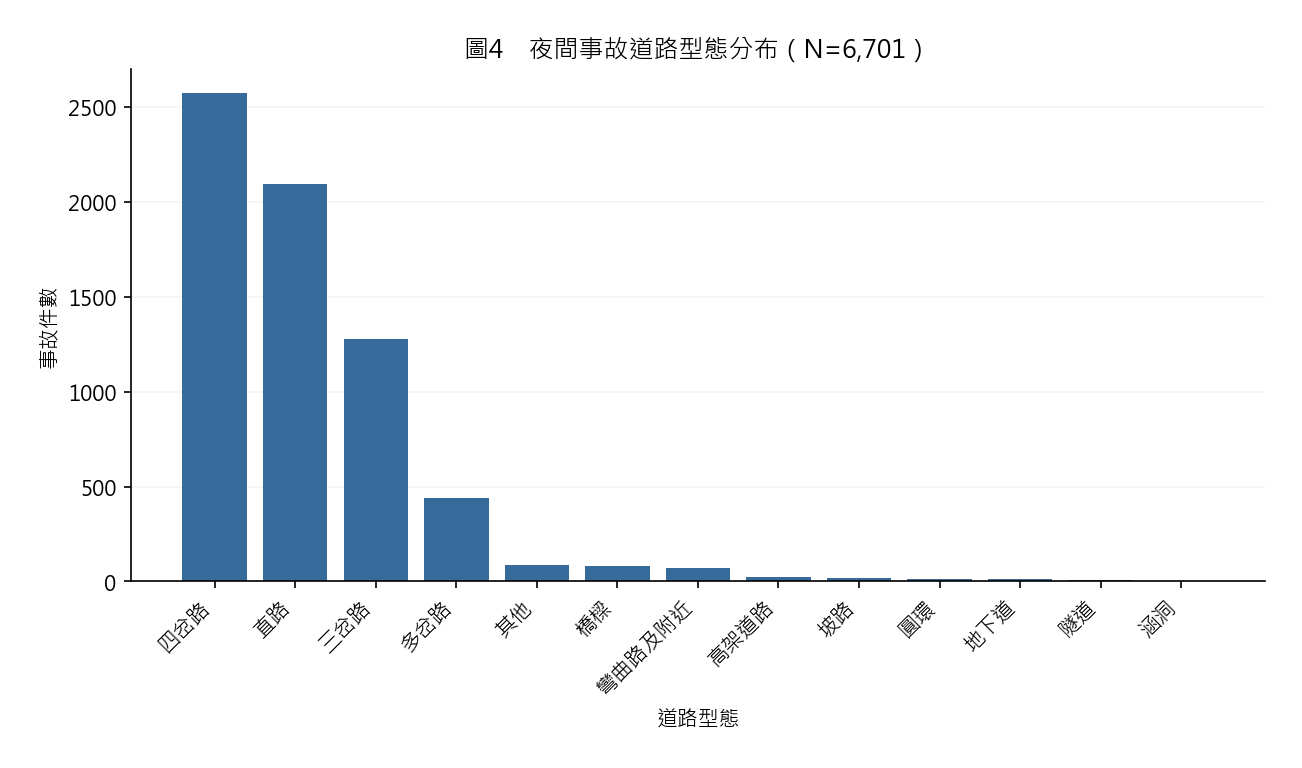 圖4　夜間事故道路型態分布（N=6,701）
事故件數
2500
2000
1500
1000
500
0
四岔路
直路
三岔路
多岔路
其他
橋樑
彎曲路及附近
高架道路
坡路
圓環
地下道
隧道
涵洞
道路型態